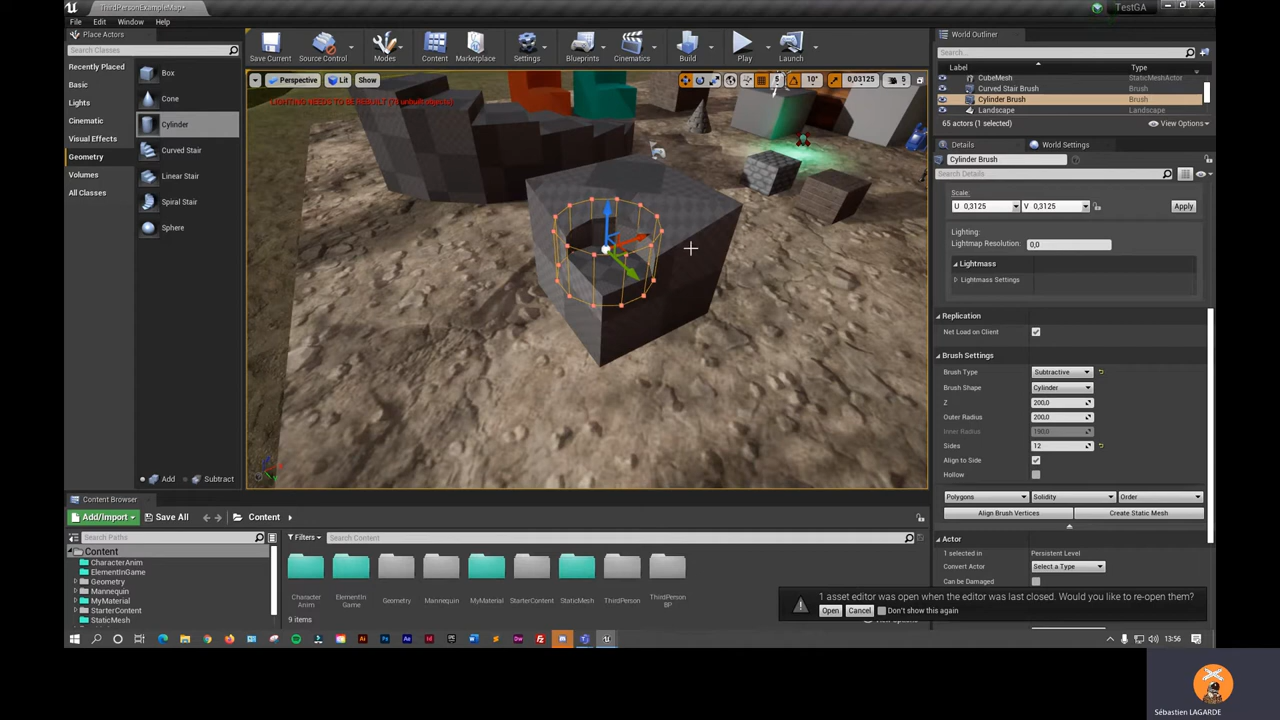 ThirdPersonExampleMap*
TestGA
File Edit Window Help
Place Actors
Search Classes
Recently Placed
Basic
Lights
Cinematic
Visual Effects
Geometry
Volumes
All Classes
Box
Cone
Cylinder
Curved Stair
Linear Stair
Spiral Stair
Sphere
Add Subtract
Save Current Source Control Modes Content Marketplace Settings Blueprints Cinematics Build Play Launch
Perspective Lit Show
10° 0,03125 5
World Outliner
Search...
Label Type
CubeMesh StaticMeshActor
Curved Stair Brush Brush
Cylinder Brush Brush
Landscape Landscape
65 actors (1 selected) View Options
Details World Settings
Cylinder Brush
Search Details
Scale:
U 0,3125 V 0,3125 Apply
Lighting:
Lightmap Resolution: 0,0
Lightmass
Lightmass Settings
Replication
Net Load on Client
Brush Settings
Brush Type Subtractive
Brush Shape Cylinder
Z 200,0
Outer Radius 200,0
Inner Radius 190,0
Sides 12
Align to Side
Hollow
Polygons Solidity Order
Align Brush Vertices Create Static Mesh
Actor
1 selected in Persistent Level
Convert Actor Select a Type
Can be Damaged
Content Browser
Add/Import Save All Content
Search Paths
Filters Search Content
Content
CharacterAnim
ElementInGame
Geometry
Mannequin
MyMaterial
StarterContent
StaticMesh
Character Anim
ElementIn Game
Geometry
Mannequin
MyMaterial
StarterContent
StaticMesh
ThirdPerson
ThirdPerson BP
9 items
1 asset editor was open when the editor was last closed. Would you like to re-open them?
Open Cancel Don't show this again
13:56
Sébastien LAGARDE